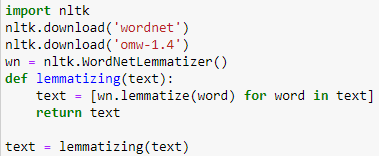 import nltk
nltk.download('wordnet')
nltk.download('omw-1.4')
wn = nltk.WordNetLemmatizer()
def lemmatizing(text):
    text = [wn.lemmatize(word) for word in text]
    return text

text = lemmatizing(text)